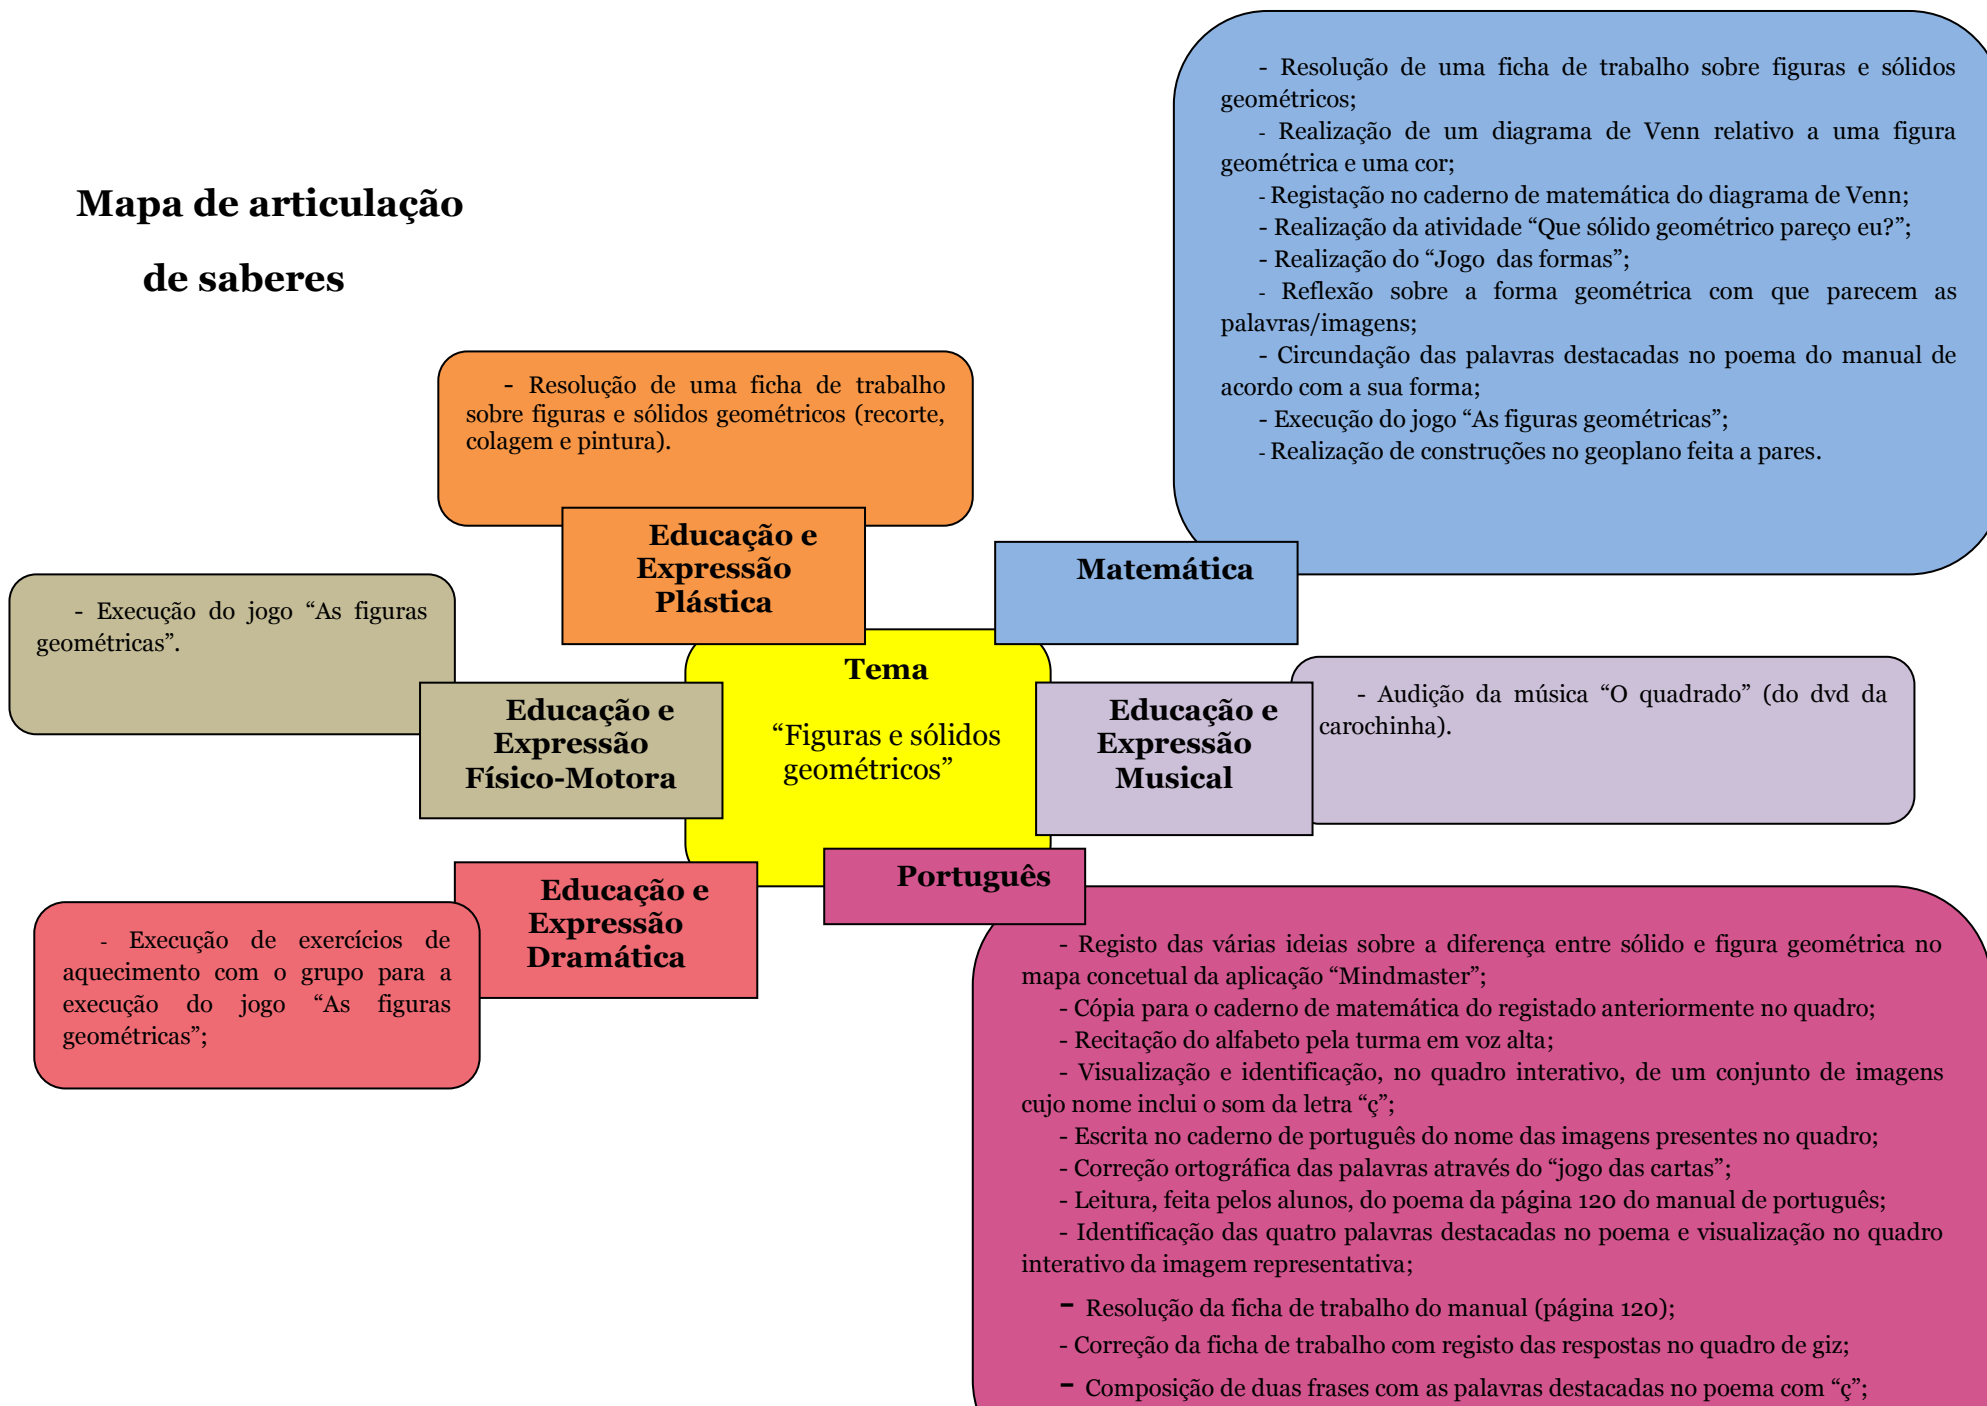 Mapa de articulação
de saberes
- Resolução de uma ficha de trabalho sobre figuras e sólidos
geométricos;
- Realização de um diagrama de Venn relativo a uma figura
geométrica e uma cor;
- Registação no caderno de matemática do diagrama de Venn;
- Realização da atividade “Que sólido geométrico pareço eu?”;
- Realização do “Jogo das formas”;
- Reflexão sobre a forma geométrica com que parecem as
palavras/imagens;
- Circundação das palavras destacadas no poema do manual de
acordo com a sua forma;
- Execução do jogo “As figuras geométricas”;
- Realização de construções no geoplano feita a pares.
Matemática
- Resolução de uma ficha de trabalho
sobre figuras e sólidos geométricos (recorte,
colagem e pintura).
Educação e
Expressão
Plástica
- Execução do jogo “As figuras
geométricas”.
Educação e
Expressão
Físico-Motora
Tema
“Figuras e sólidos
geométricos”
Educação e
Expressão
Musical
- Audição da música “O quadrado” (do dvd da
carochinha).
Educação e
Expressão
Dramática
- Execução de exercícios de
aquecimento com o grupo para a
execução do jogo “As figuras
geométricas”;
Português
- Registo das várias ideias sobre a diferença entre sólido e figura geométrica no
mapa concetual da aplicação “Mindmaster”;
- Cópia para o caderno de matemática do registado anteriormente no quadro;
- Recitação do alfabeto pela turma em voz alta;
- Visualização e identificação, no quadro interativo, de um conjunto de imagens
cujo nome inclui o som da letra “ç”;
- Escrita no caderno de português do nome das imagens presentes no quadro;
- Correção ortográfica das palavras através do “jogo das cartas”;
- Leitura, feita pelos alunos, do poema da página 120 do manual de português;
- Identificação das quatro palavras destacadas no poema e visualização no quadro
interativo da imagem representativa;
- Resolução da ficha de trabalho do manual (página 120);
- Correção da ficha de trabalho com registo das respostas no quadro de giz;
- Composição de duas frases com as palavras destacadas no poema com “ç”;